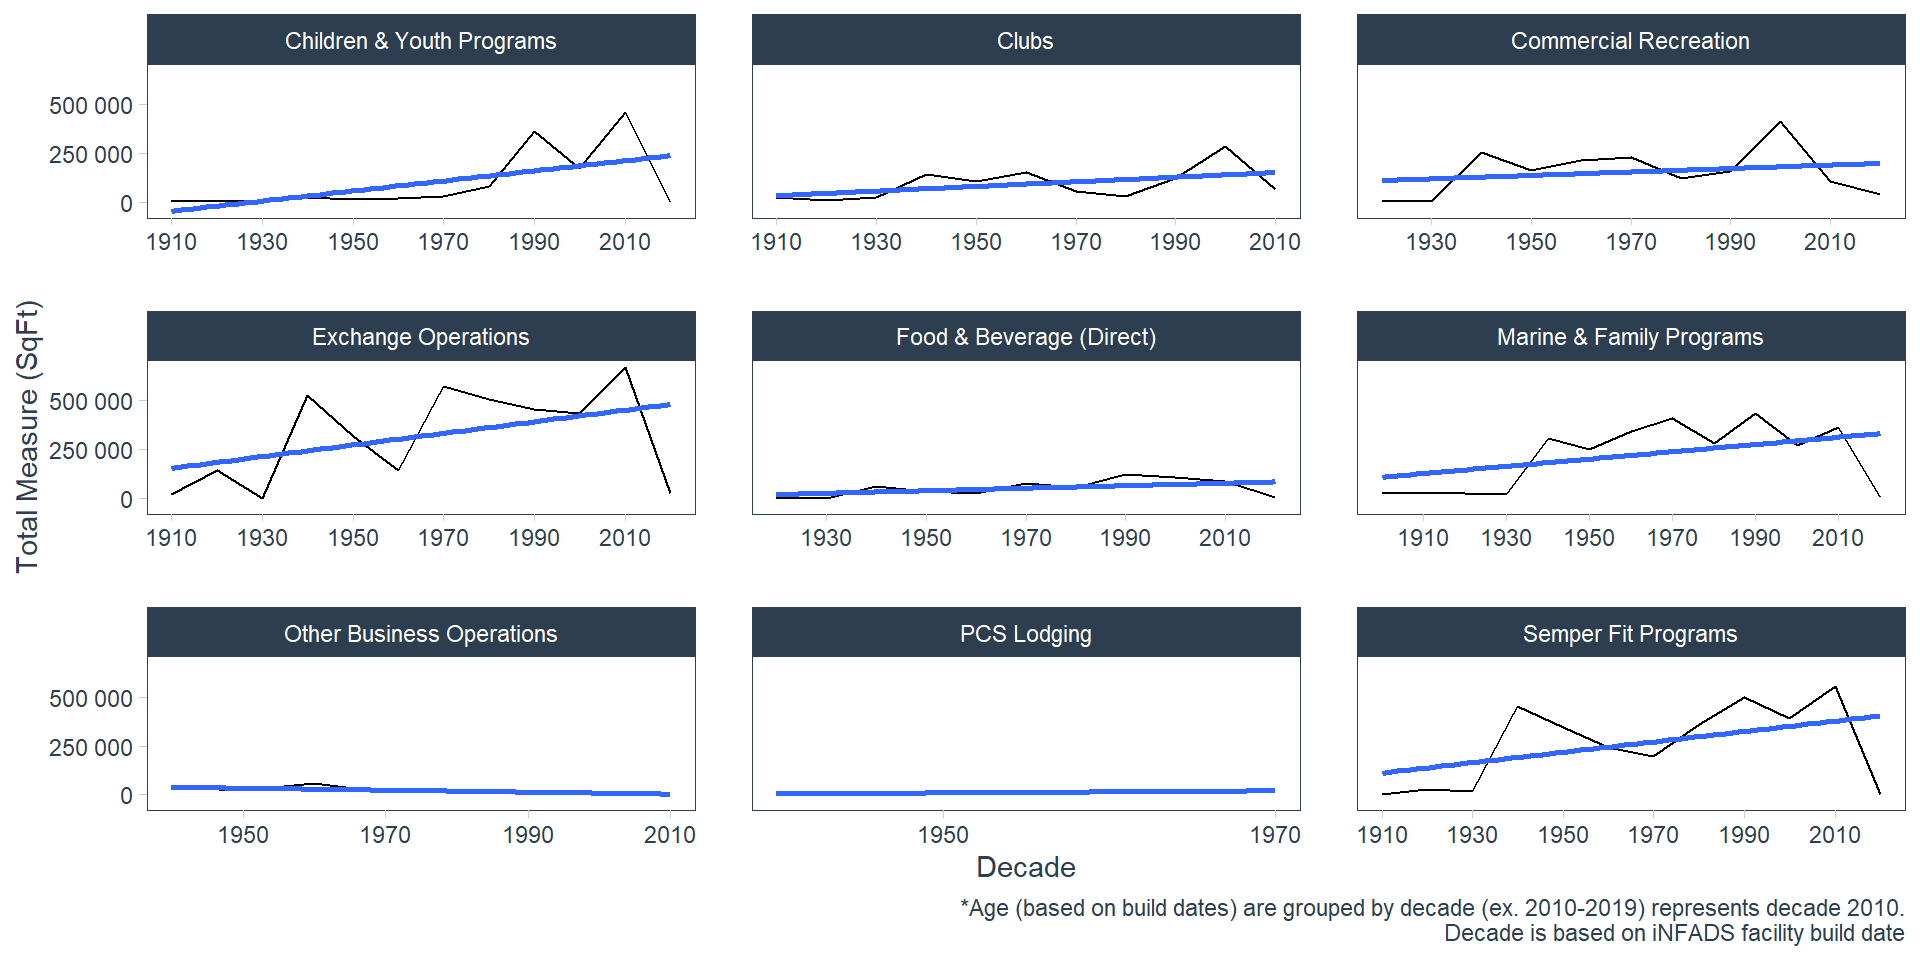 Children & Youth Programs
Clubs
Commercial Recreation
500 000
250 000
0
1910 1930 1950 1970 1990 2010
1910 1930 1950 1970 1990 2010
1930 1950 1970 1990 2010
Exchange Operations
Food & Beverage (Direct)
Marine & Family Programs
Total Measure (SqFt)
500 000
250 000
0
1910 1930 1950 1970 1990 2010
1930 1950 1970 1990 2010
1910 1930 1950 1970 1990 2010
Other Business Operations
PCS Lodging
Semper Fit Programs
500 000
250 000
0
1950 1970 1990 2010
1950 1970
1910 1930 1950 1970 1990 2010
Decade
*Age (based on build dates) are grouped by decade (ex. 2010-2019) represents decade 2010.
Decade is based on iNFADS facility build date